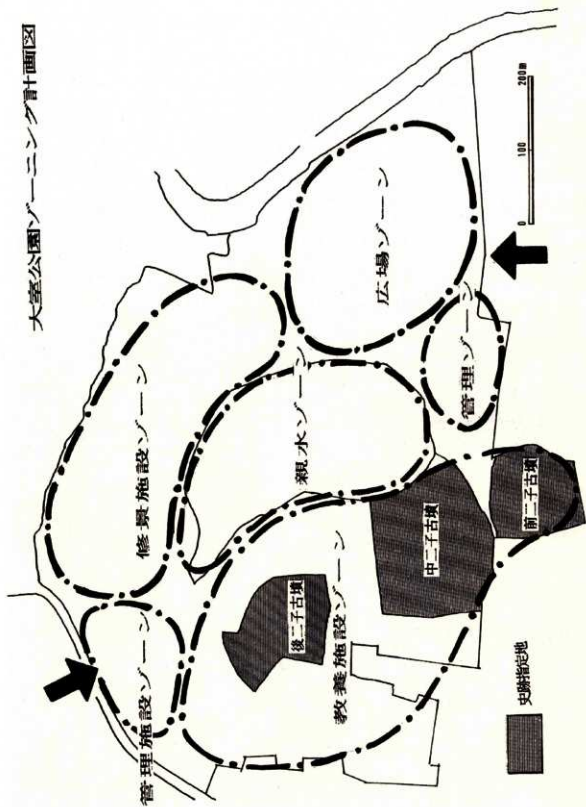 大室公園ゾーニング計画図
修景施設ゾーン
広場ゾーン
親水ゾーン
管理ゾーン
管理施設ゾーン
教養施設ゾーン
後二子古墳
中二子古墳
前二子古墳
史跡指定地
0 100 200m